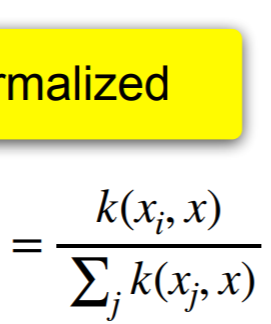 rmalized
= k(x_i, x) / ∑_j k(x_j, x)